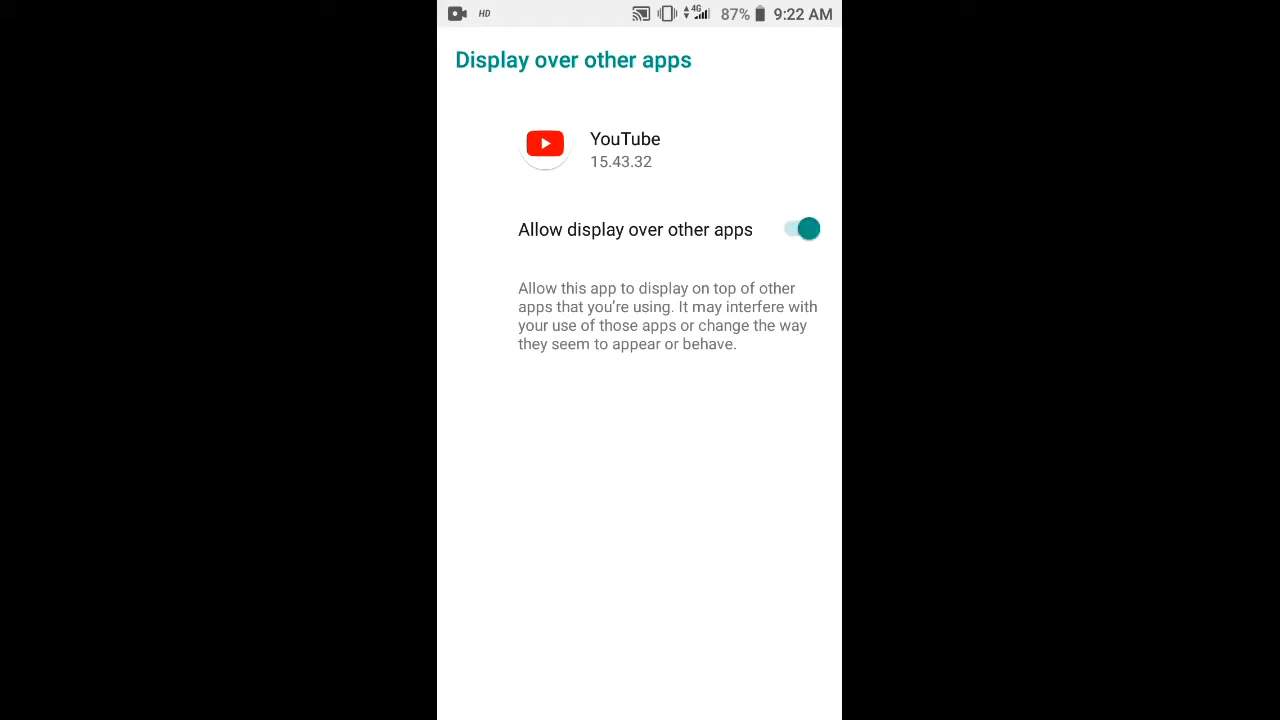 HD 4G 87% 9:22 AM
Display over other apps
YouTube
15.43.32
Allow display over other apps
Allow this app to display on top of other
apps that you’re using. It may interfere with
your use of those apps or change the way
they seem to appear or behave.